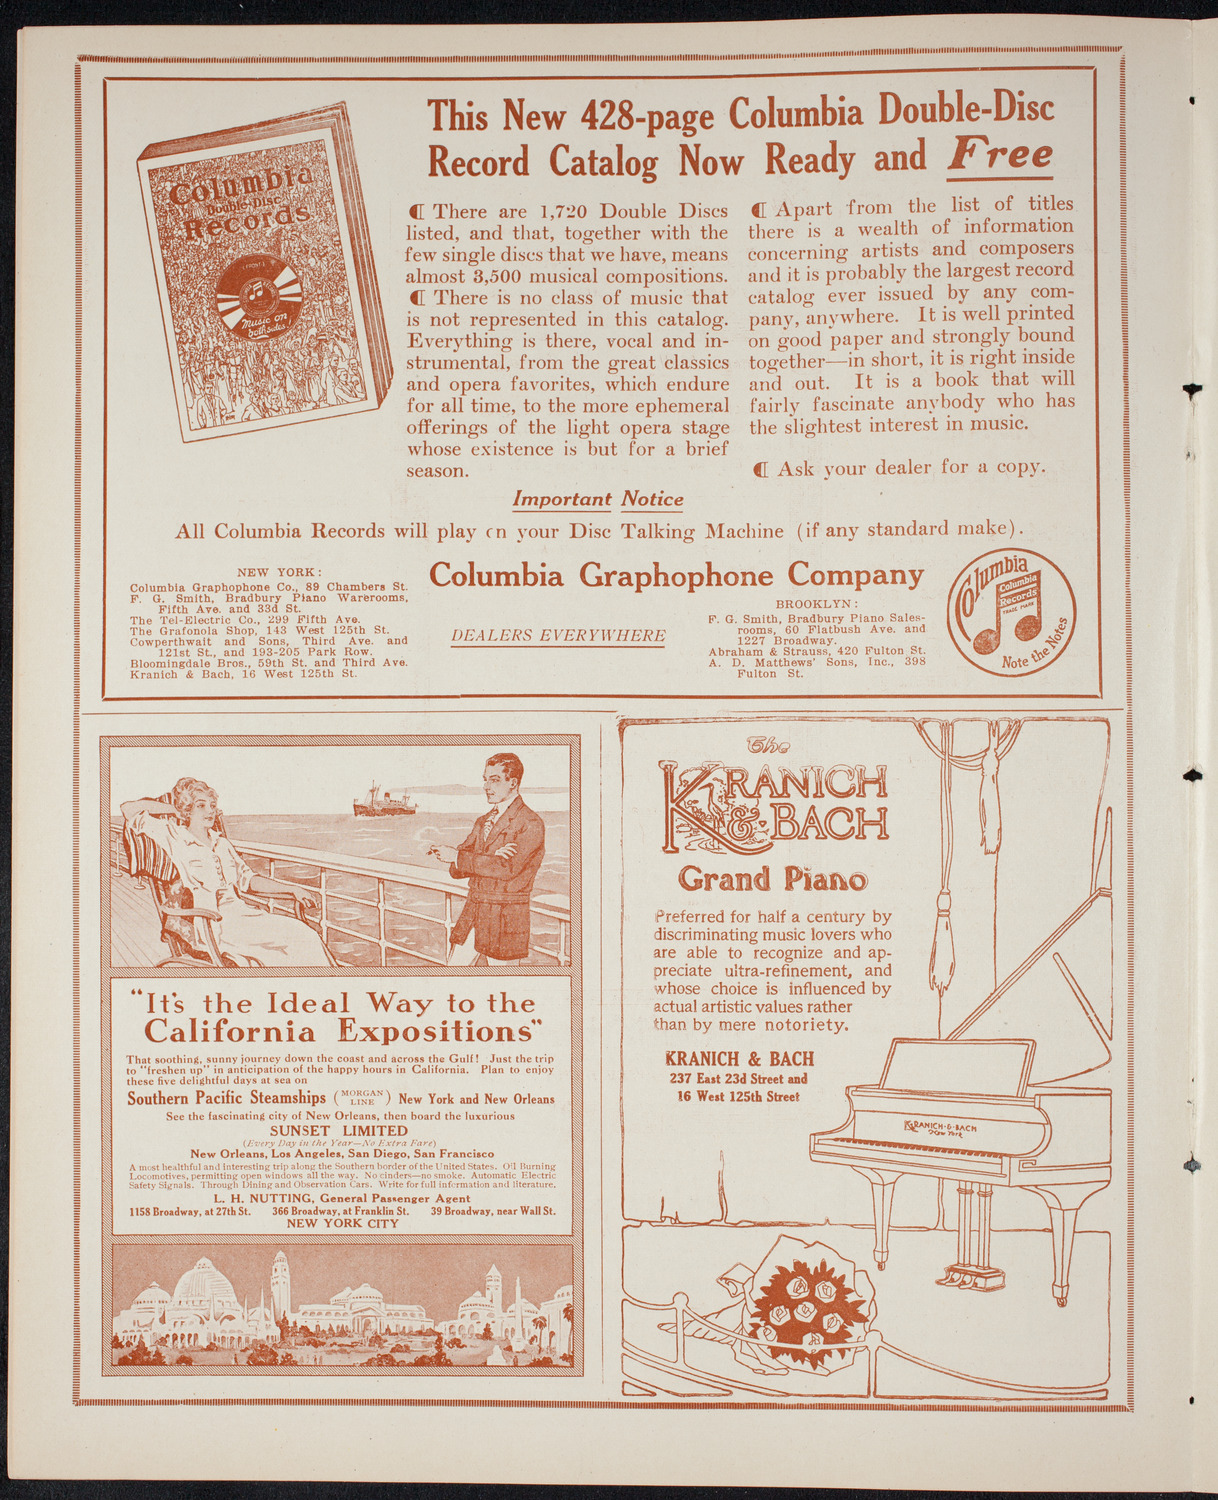 This New 428-page Columbia Double-Disc
Record Catalog Now Ready and Free
Columbia
Double-Disc
Records
Music on
both sides
¶ There are 1,720 Double Discs
listed, and that, together with the
few single discs that we have, means
almost 3,500 musical compositions.
¶ There is no class of music that
is not represented in this catalog.
Everything is there, vocal and in-
strumental, from the great classics
and opera favorites, which endure
for all time, to the more ephemeral
offerings of the light opera stage
whose existence is but for a brief
season.
¶ Apart from the list of titles
there is a wealth of information
concerning artists and composers
and it is probably the largest record
catalog ever issued by any com-
pany, anywhere. It is well printed
on good paper and strongly bound
together—in short, it is right inside
and out. It is a book that will
fairly fascinate anybody who has
the slightest interest in music.
¶ Ask your dealer for a copy.
Important Notice
All Columbia Records will play on your Disc Talking Machine (if any standard make).
NEW YORK:
Columbia Graphophone Co., 89 Chambers St.
F. G. Smith, Bradbury Piano Warerooms,
Fifth Ave. and 33d St.
The Tel-Electric Co., 299 Fifth Ave.
The Grafonola Shop, 143 West 125th St.
Cowperthwait and Sons, Third Ave. and
121st St., and 193-205 Park Row.
Bloomingdale Bros., 59th St. and Third Ave.
Kranich & Bach, 16 West 125th St.
Columbia Graphophone Company
DEALERS EVERYWHERE
BROOKLYN:
F. G. Smith, Bradbury Piano Sales-
rooms, 60 Flatbush Ave. and
1227 Broadway.
Abraham & Strauss, 420 Fulton St.
A. D. Matthews' Sons, Inc., 398
Fulton St.
Columbia
Columbia
Records
TRADE MARK
Note the Notes
"It's the Ideal Way to the
California Expositions"
That soothing, sunny journey down the coast and across the Gulf! Just the trip
to "freshen up" in anticipation of the happy hours in California. Plan to enjoy
these five delightful days at sea on
Southern Pacific Steamships (MORGAN LINE) New York and New Orleans
See the fascinating city of New Orleans, then board the luxurious
SUNSET LIMITED
(Every Day in the Year—No Extra Fare)
New Orleans, Los Angeles, San Diego, San Francisco
A most healthful and interesting trip along the Southern border of the United States. Oil Burning
Locomotives, permitting open windows all the way. No cinders—no smoke. Automatic Electric
Safety Signals. Through Dining and Observation Cars. Write for full information and literature.
L. H. NUTTING, General Passenger Agent
1158 Broadway, at 27th St. 366 Broadway, at Franklin St. 39 Broadway, near Wall St.
NEW YORK CITY
The
KRANICH
& BACH
Grand Piano
Preferred for half a century by
discriminating music lovers who
are able to recognize and ap-
preciate ultra-refinement, and
whose choice is influenced by
actual artistic values rather
than by mere notoriety.
KRANICH & BACH
237 East 23d Street and
16 West 125th Street
KRANICH-&-BACH
New York